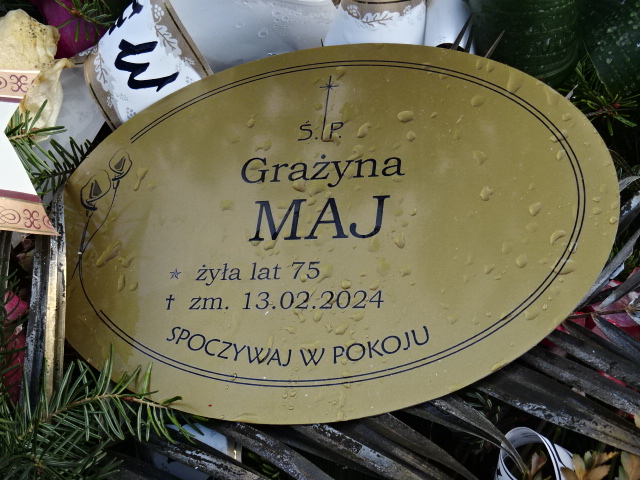 Ś.P.
Grażyna
MAJ
✯ żyła lat 75
† zm. 13.02.2024
SPOCZYWAJ W POKOJU